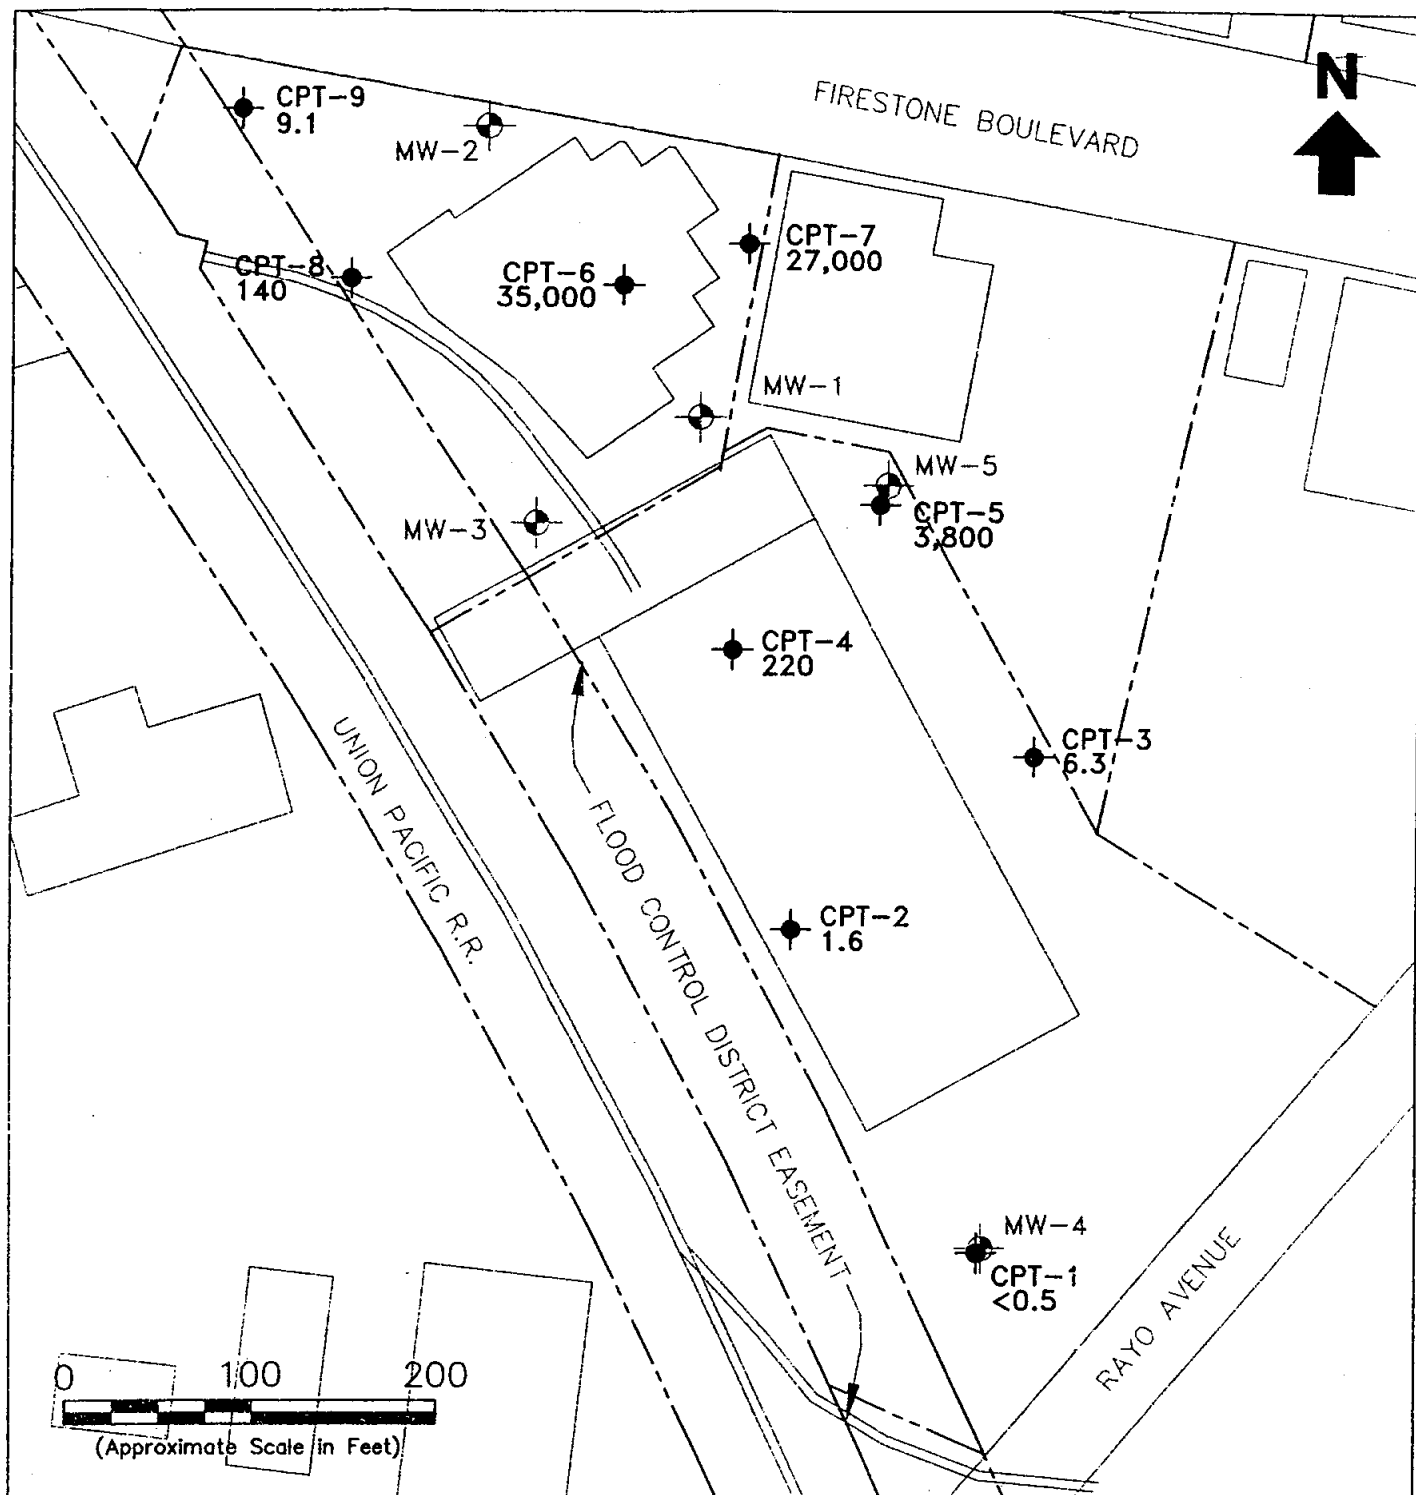 N
FIRESTONE BOULEVARD
CPT-9
9.1
MW-2
CPT-7
27,000
CPT-8
140
CPT-6
35,000
MW-1
MW-5
CPT-5
3,800
MW-3
CPT-4
220
CPT-3
6.3
UNION PACIFIC R.R.
FLOOD CONTROL DISTRICT EASEMENT
CPT-2
1.6
MW-4
CPT-1
<0.5
RAYO AVENUE
0 100 200
(Approximate Scale in Feet)